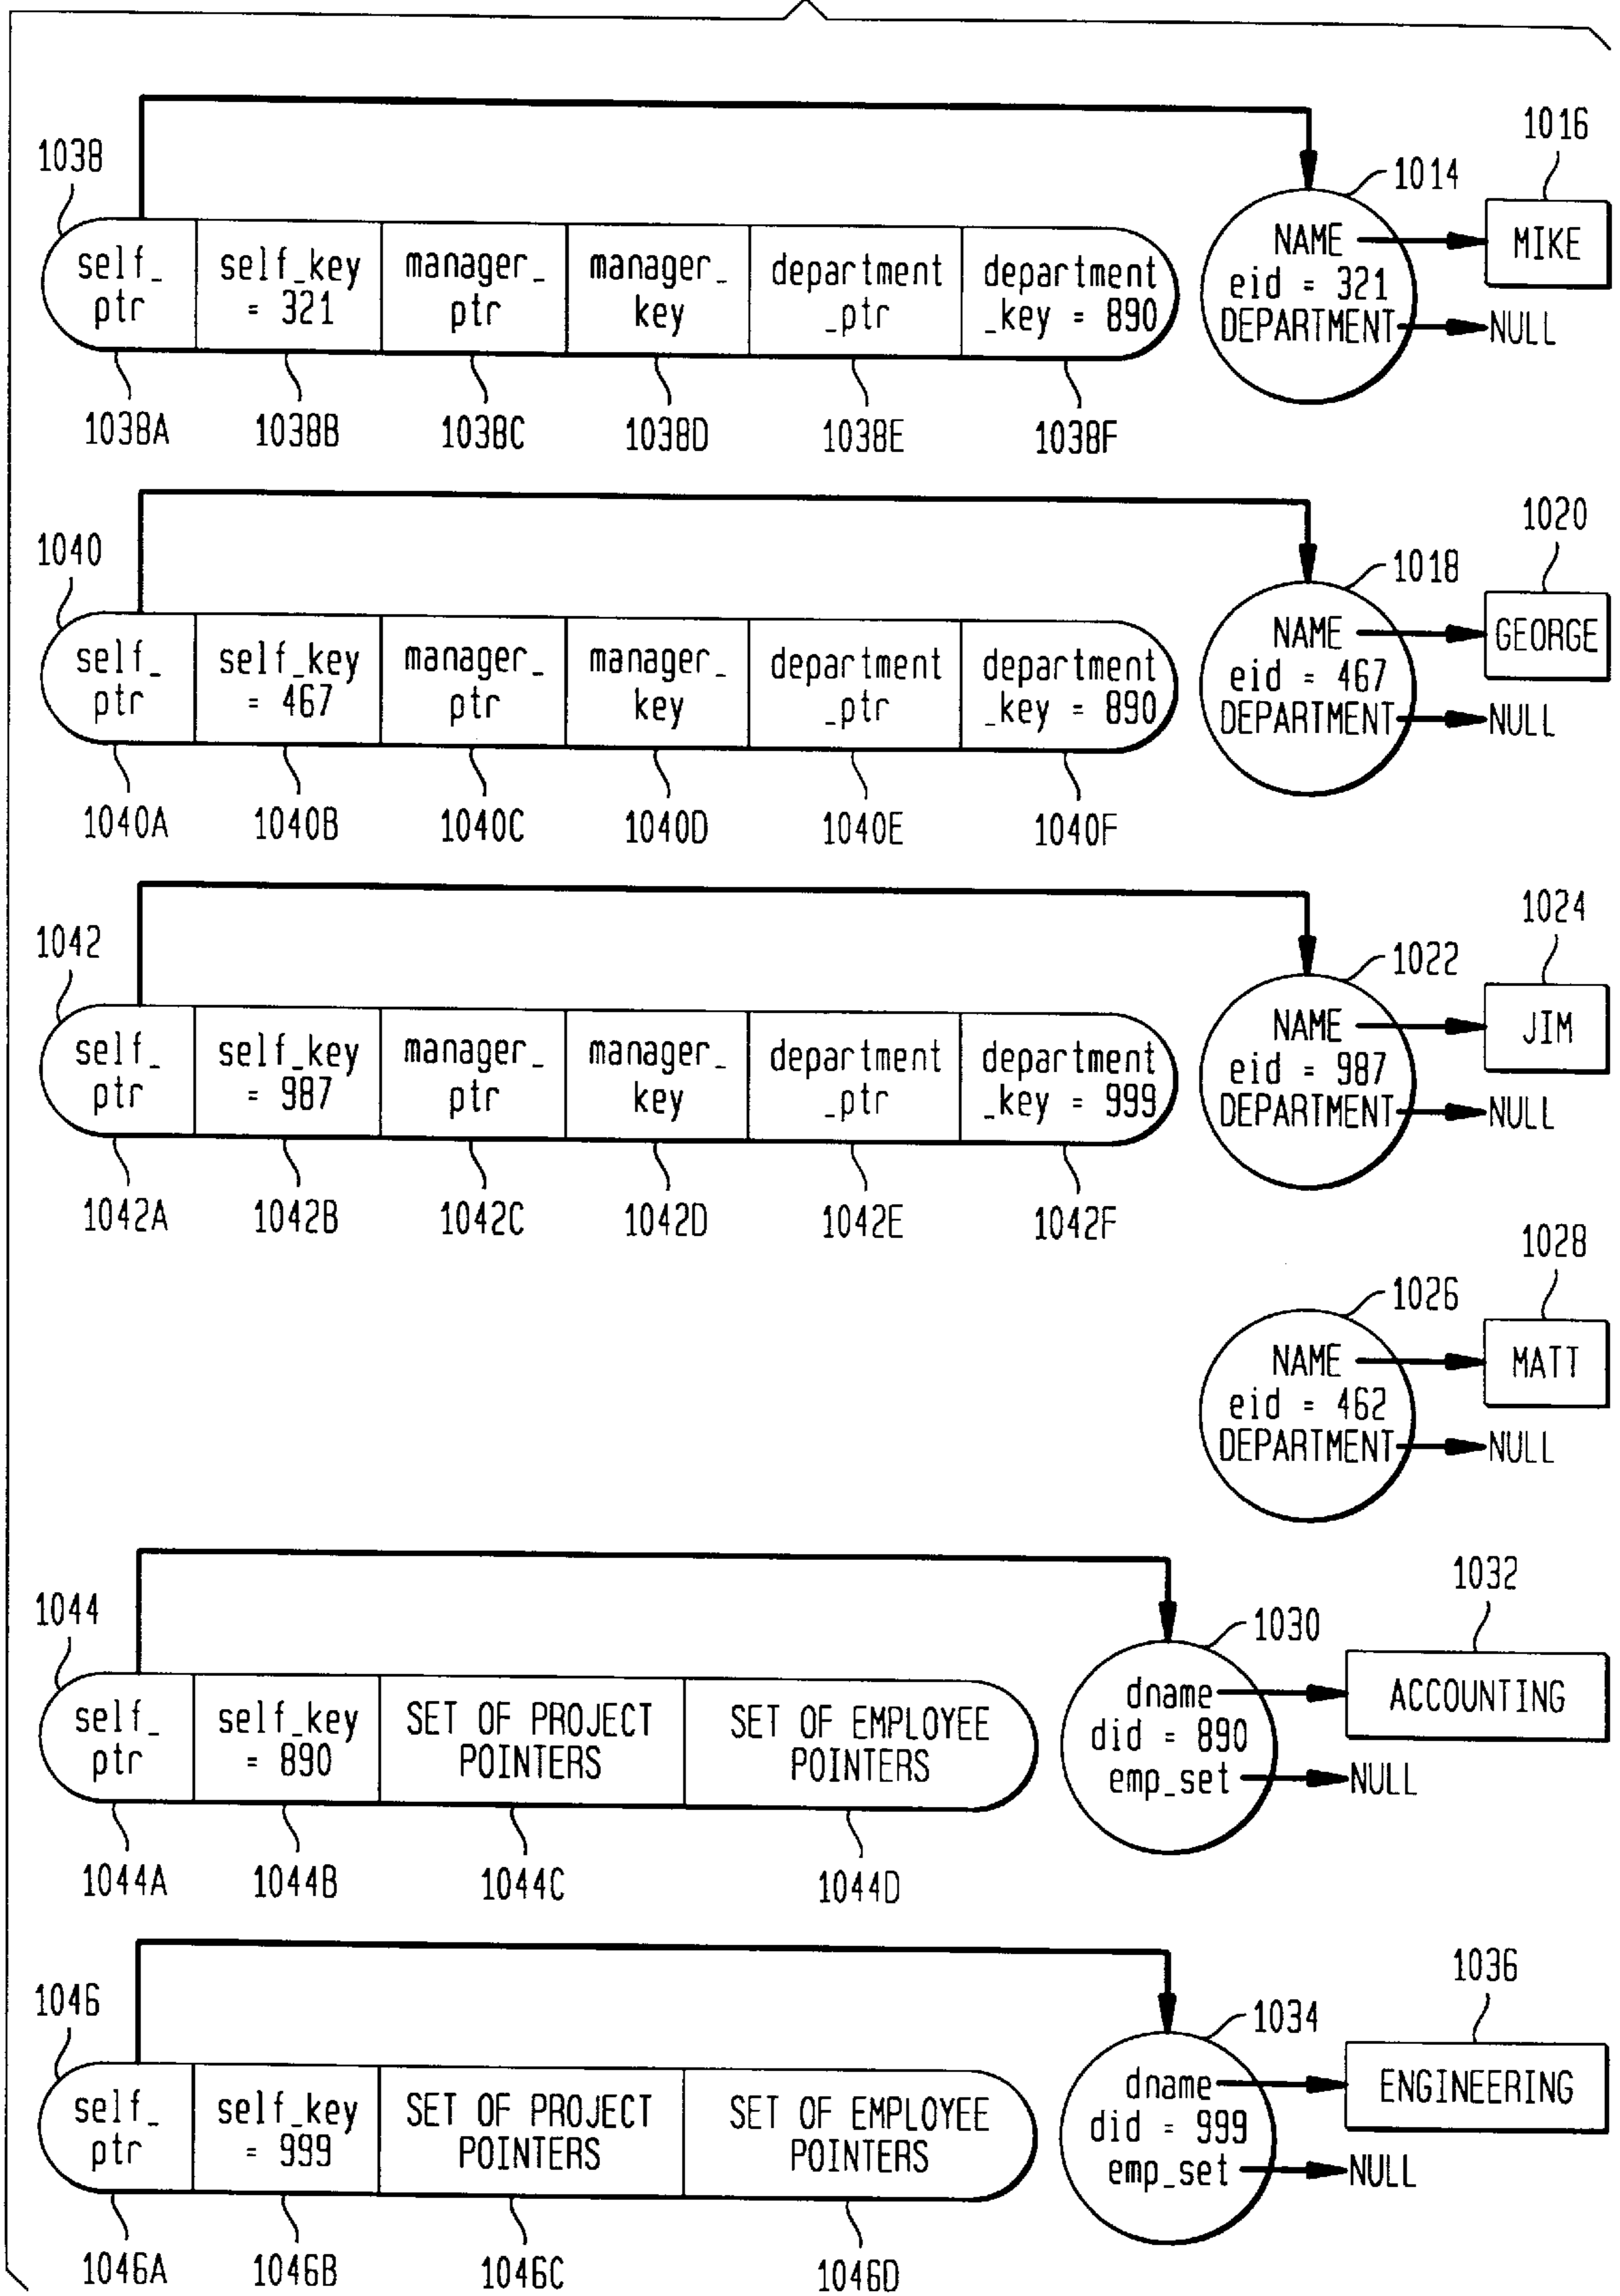 1016
1038
1014
self_ ptr
self_key = 321
manager_ ptr
manager_ key
department _ptr
department _key = 890
NAME
eid = 321
DEPARTMENT
MIKE
NULL
1038A 1038B 1038C 1038D 1038E 1038F
1020
1040
1018
self_ ptr
self_key = 467
manager_ ptr
manager_ key
department _ptr
department _key = 890
NAME
eid = 467
DEPARTMENT
GEORGE
NULL
1040A 1040B 1040C 1040D 1040E 1040F
1024
1042
1022
self_ ptr
self_key = 987
manager_ ptr
manager_ key
department _ptr
department _key = 999
NAME
eid = 987
DEPARTMENT
JIM
NULL
1042A 1042B 1042C 1042D 1042E 1042F
1028
1026
NAME
eid = 462
DEPARTMENT
MATT
NULL
1032
1044
1030
self_ ptr
self_key = 890
SET OF PROJECT POINTERS
SET OF EMPLOYEE POINTERS
dname
did = 890
emp_set
ACCOUNTING
NULL
1044A 1044B 1044C 1044D
1036
1046
1034
self_ ptr
self_key = 999
SET OF PROJECT POINTERS
SET OF EMPLOYEE POINTERS
dname
did = 999
emp_set
ENGINEERING
NULL
1046A 1046B 1046C 1046D